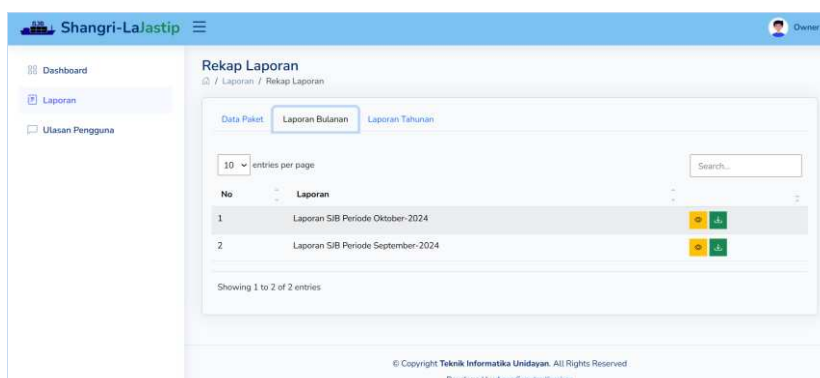 Shangri-LaJastip
Owner
Dashboard
Laporan
Ulasan Pengguna
Rekap Laporan
/ Laporan / Rekap Laporan
Data Paket Laporan Bulanan Laporan Tahunan
10 entries per page
Search...
No Laporan
1 Laporan SJB Periode Oktober-2024
2 Laporan SJB Periode September-2024
Showing 1 to 2 of 2 entries
© Copyright Teknik Informatika Unidayan. All Rights Reserved